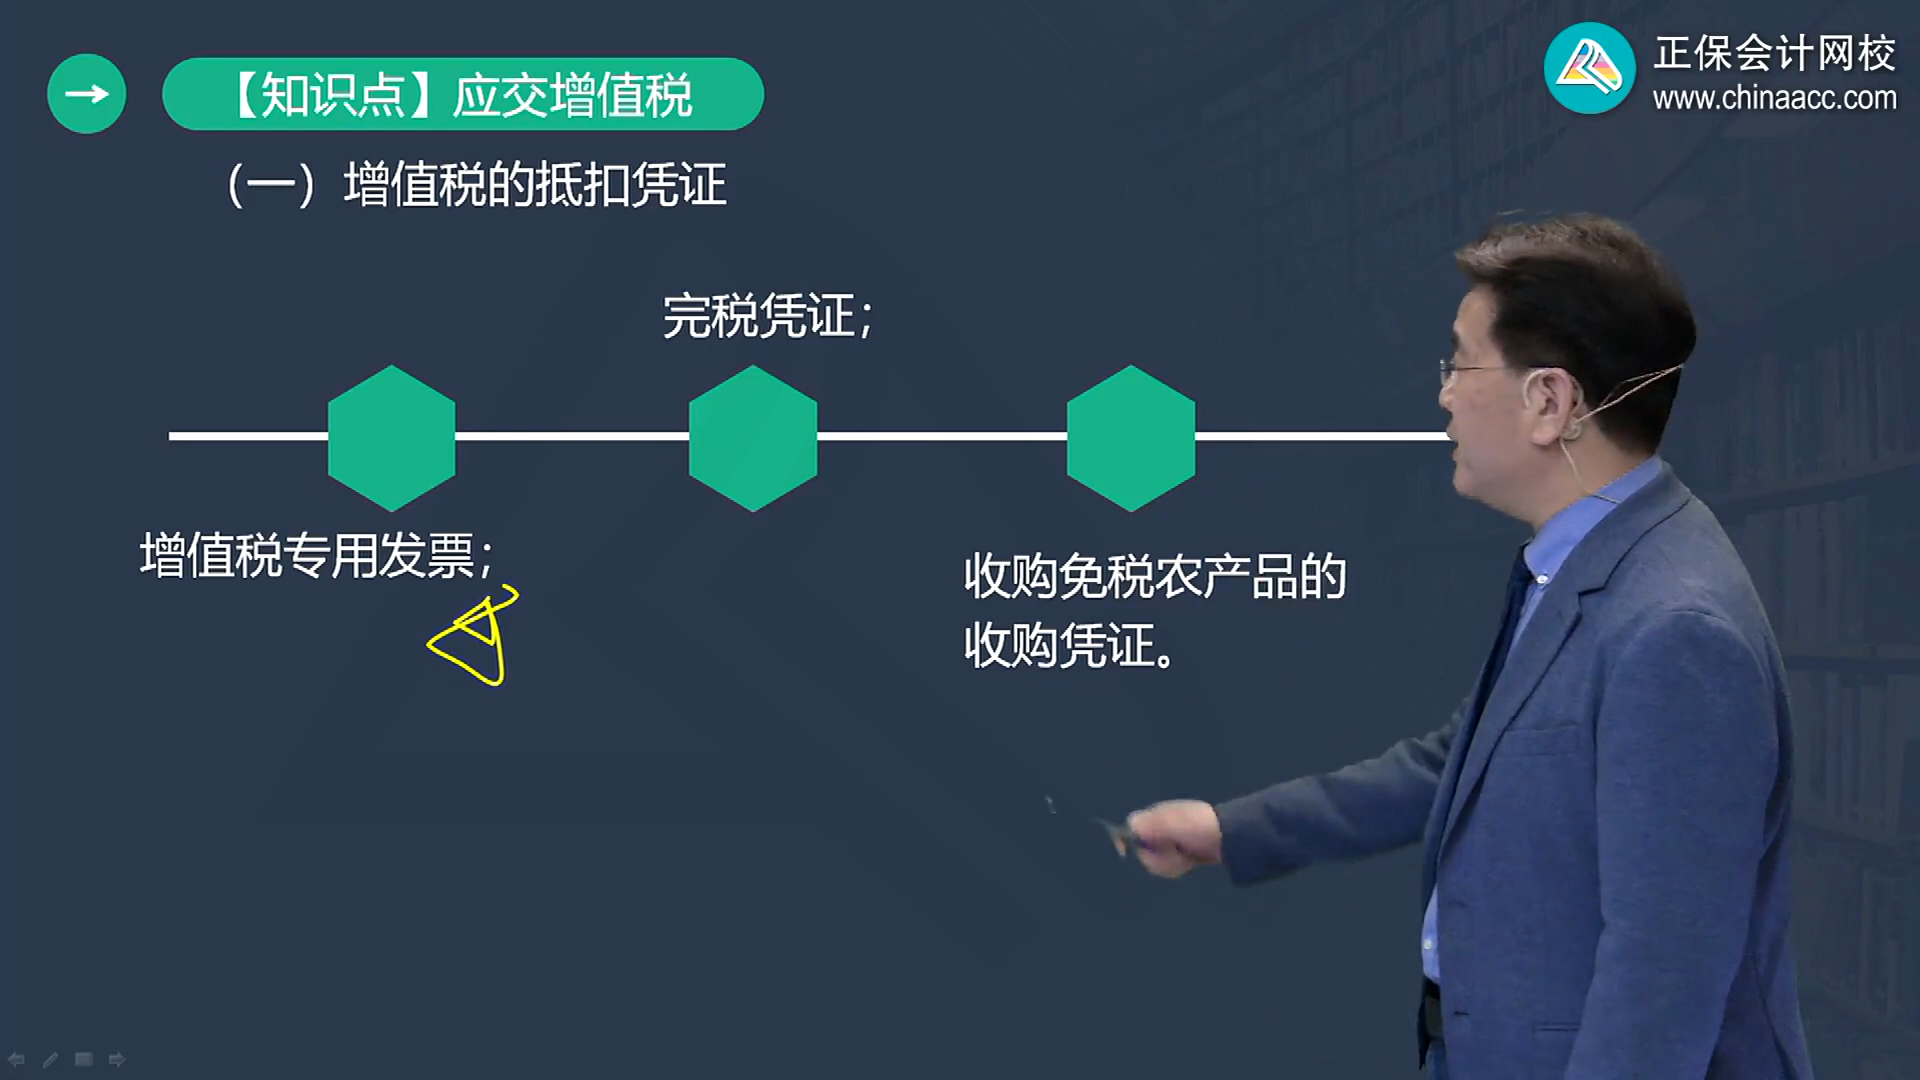 【知识点】应交增值税
正保会计网校
www.chinaacc.com
（一）增值税的抵扣凭证
完税凭证；
增值税专用发票；
收购免税农产品的
收购凭证。